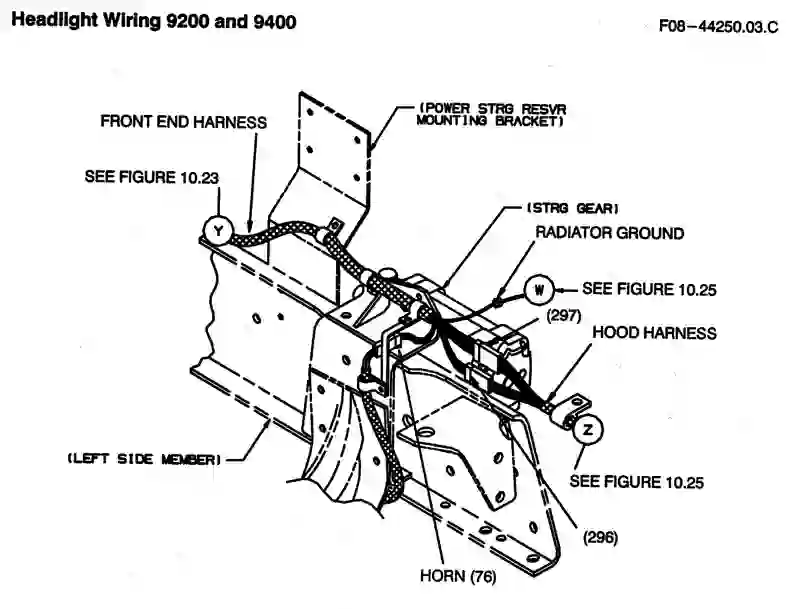 Headlight Wiring 9200 and 9400
F08-44250.03.C
(POWER STRG RESVR
MOUNTING BRACKET)
FRONT END HARNESS
SEE FIGURE 10.23
Y
(STRG GEAR)
RADIATOR GROUND
W
SEE FIGURE 10.25
(297)
HOOD HARNESS
Z
(LEFT SIDE MEMBER)
SEE FIGURE 10.25
(296)
HORN (76)